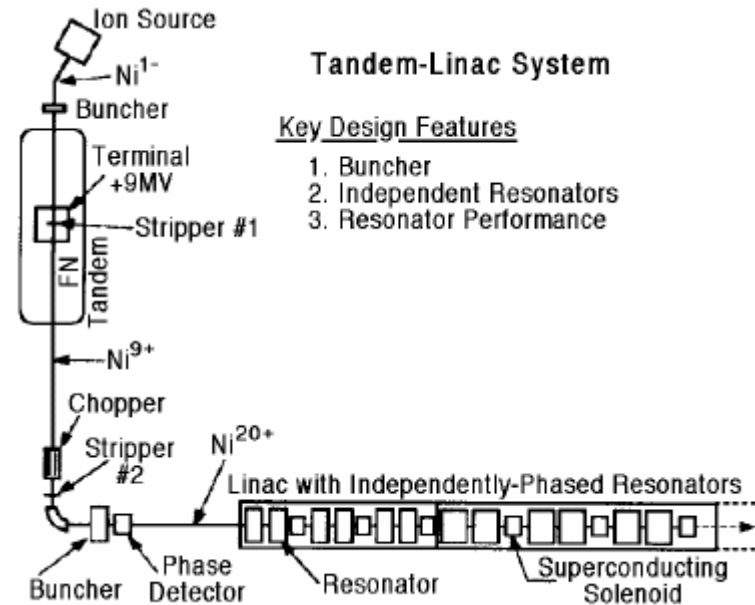 Ion Source
Tandem-Linac System
Ni1-
Buncher
Key Design Features
Terminal
+9MV
1. Buncher
2. Independent Resonators
3. Resonator Performance
Stripper #1
FN
Tandem
Ni9+
Chopper
Stripper
#2
Ni20+
Linac with Independently-Phased Resonators
Buncher
Phase
Detector
Resonator
Superconducting
Solenoid